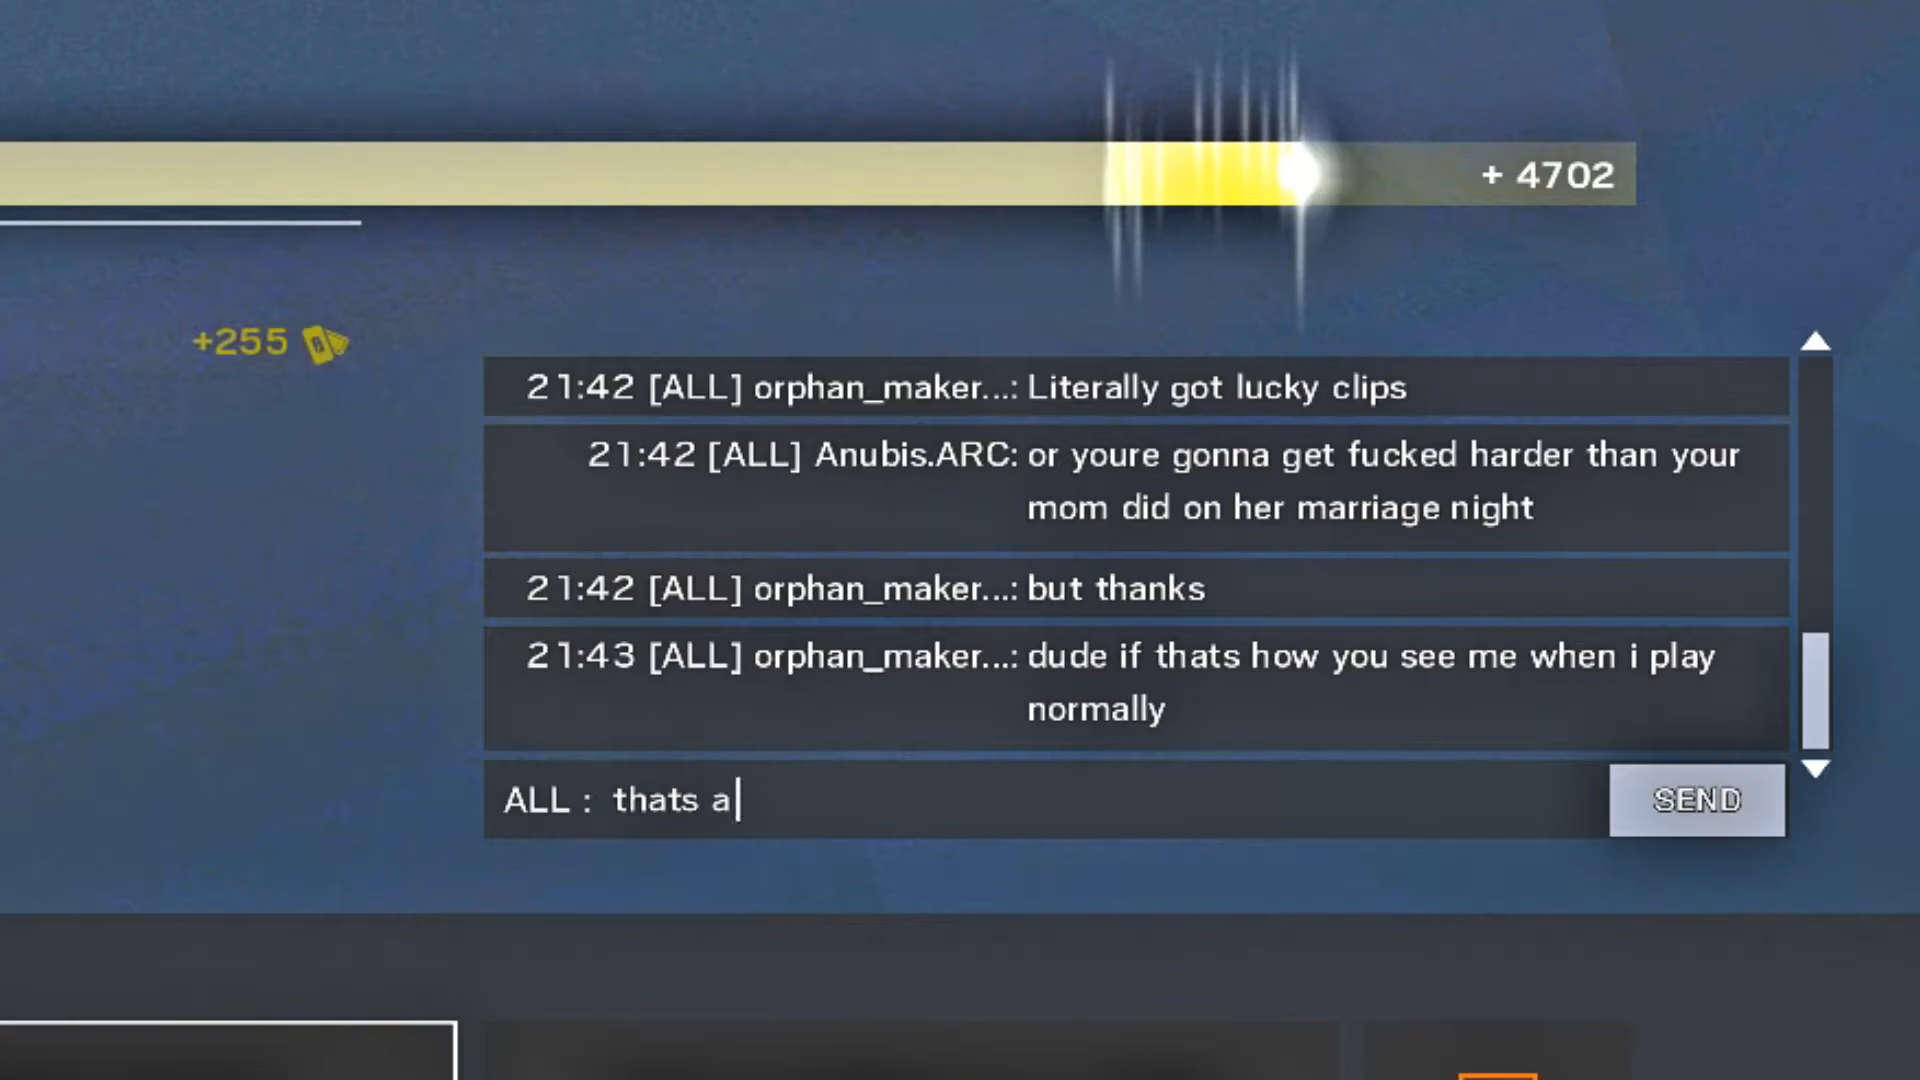 + 4702
+255
21:42 [ALL] orphan_maker...: Literally got lucky clips
21:42 [ALL] Anubis.ARC: or youre gonna get fucked harder than your
mom did on her marriage night
21:42 [ALL] orphan_maker...: but thanks
21:43 [ALL] orphan_maker...: dude if thats how you see me when i play
normally
ALL : thats a
SEND